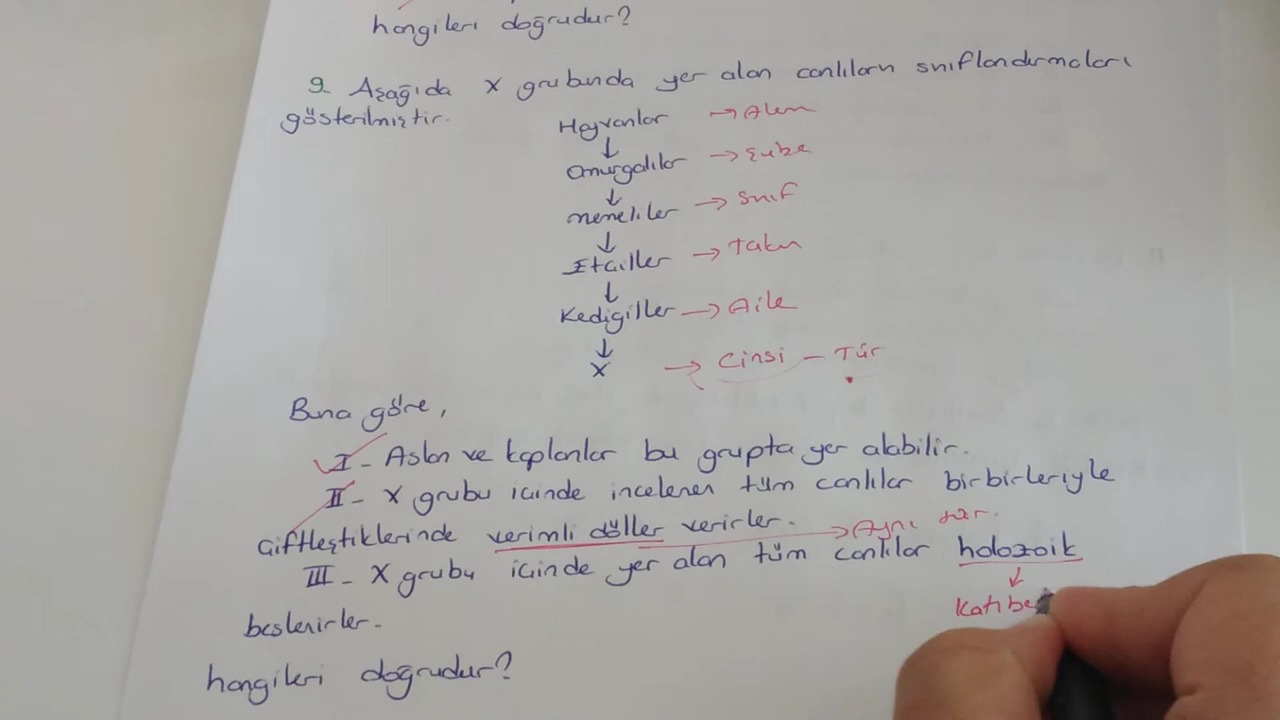 hangileri doğrudur?
9- Aşağıda X grubunda yer alan canlıların sınıflandırmaları
gösterilmiştir.
Hayvanlar → Alem
↓
Omurgalılar → Şube
↓
memeliler → Sınıf
↓
Etçiller → Takım
↓
Kedigiller → Aile
↓
X → Cinsi - Tür
Buna göre,
I- Aslan ve kaplanlar bu grupta yer alabilir.
II- X grubu içinde incelenen tüm canlılar birbirleriyle
çiftleştiklerinde verimli döller verirler. → Aynı tür.
III- X grubu içinde yer alan tüm canlılar holozoik
↓
Katı be
beslenirler.
hangileri doğrudur?